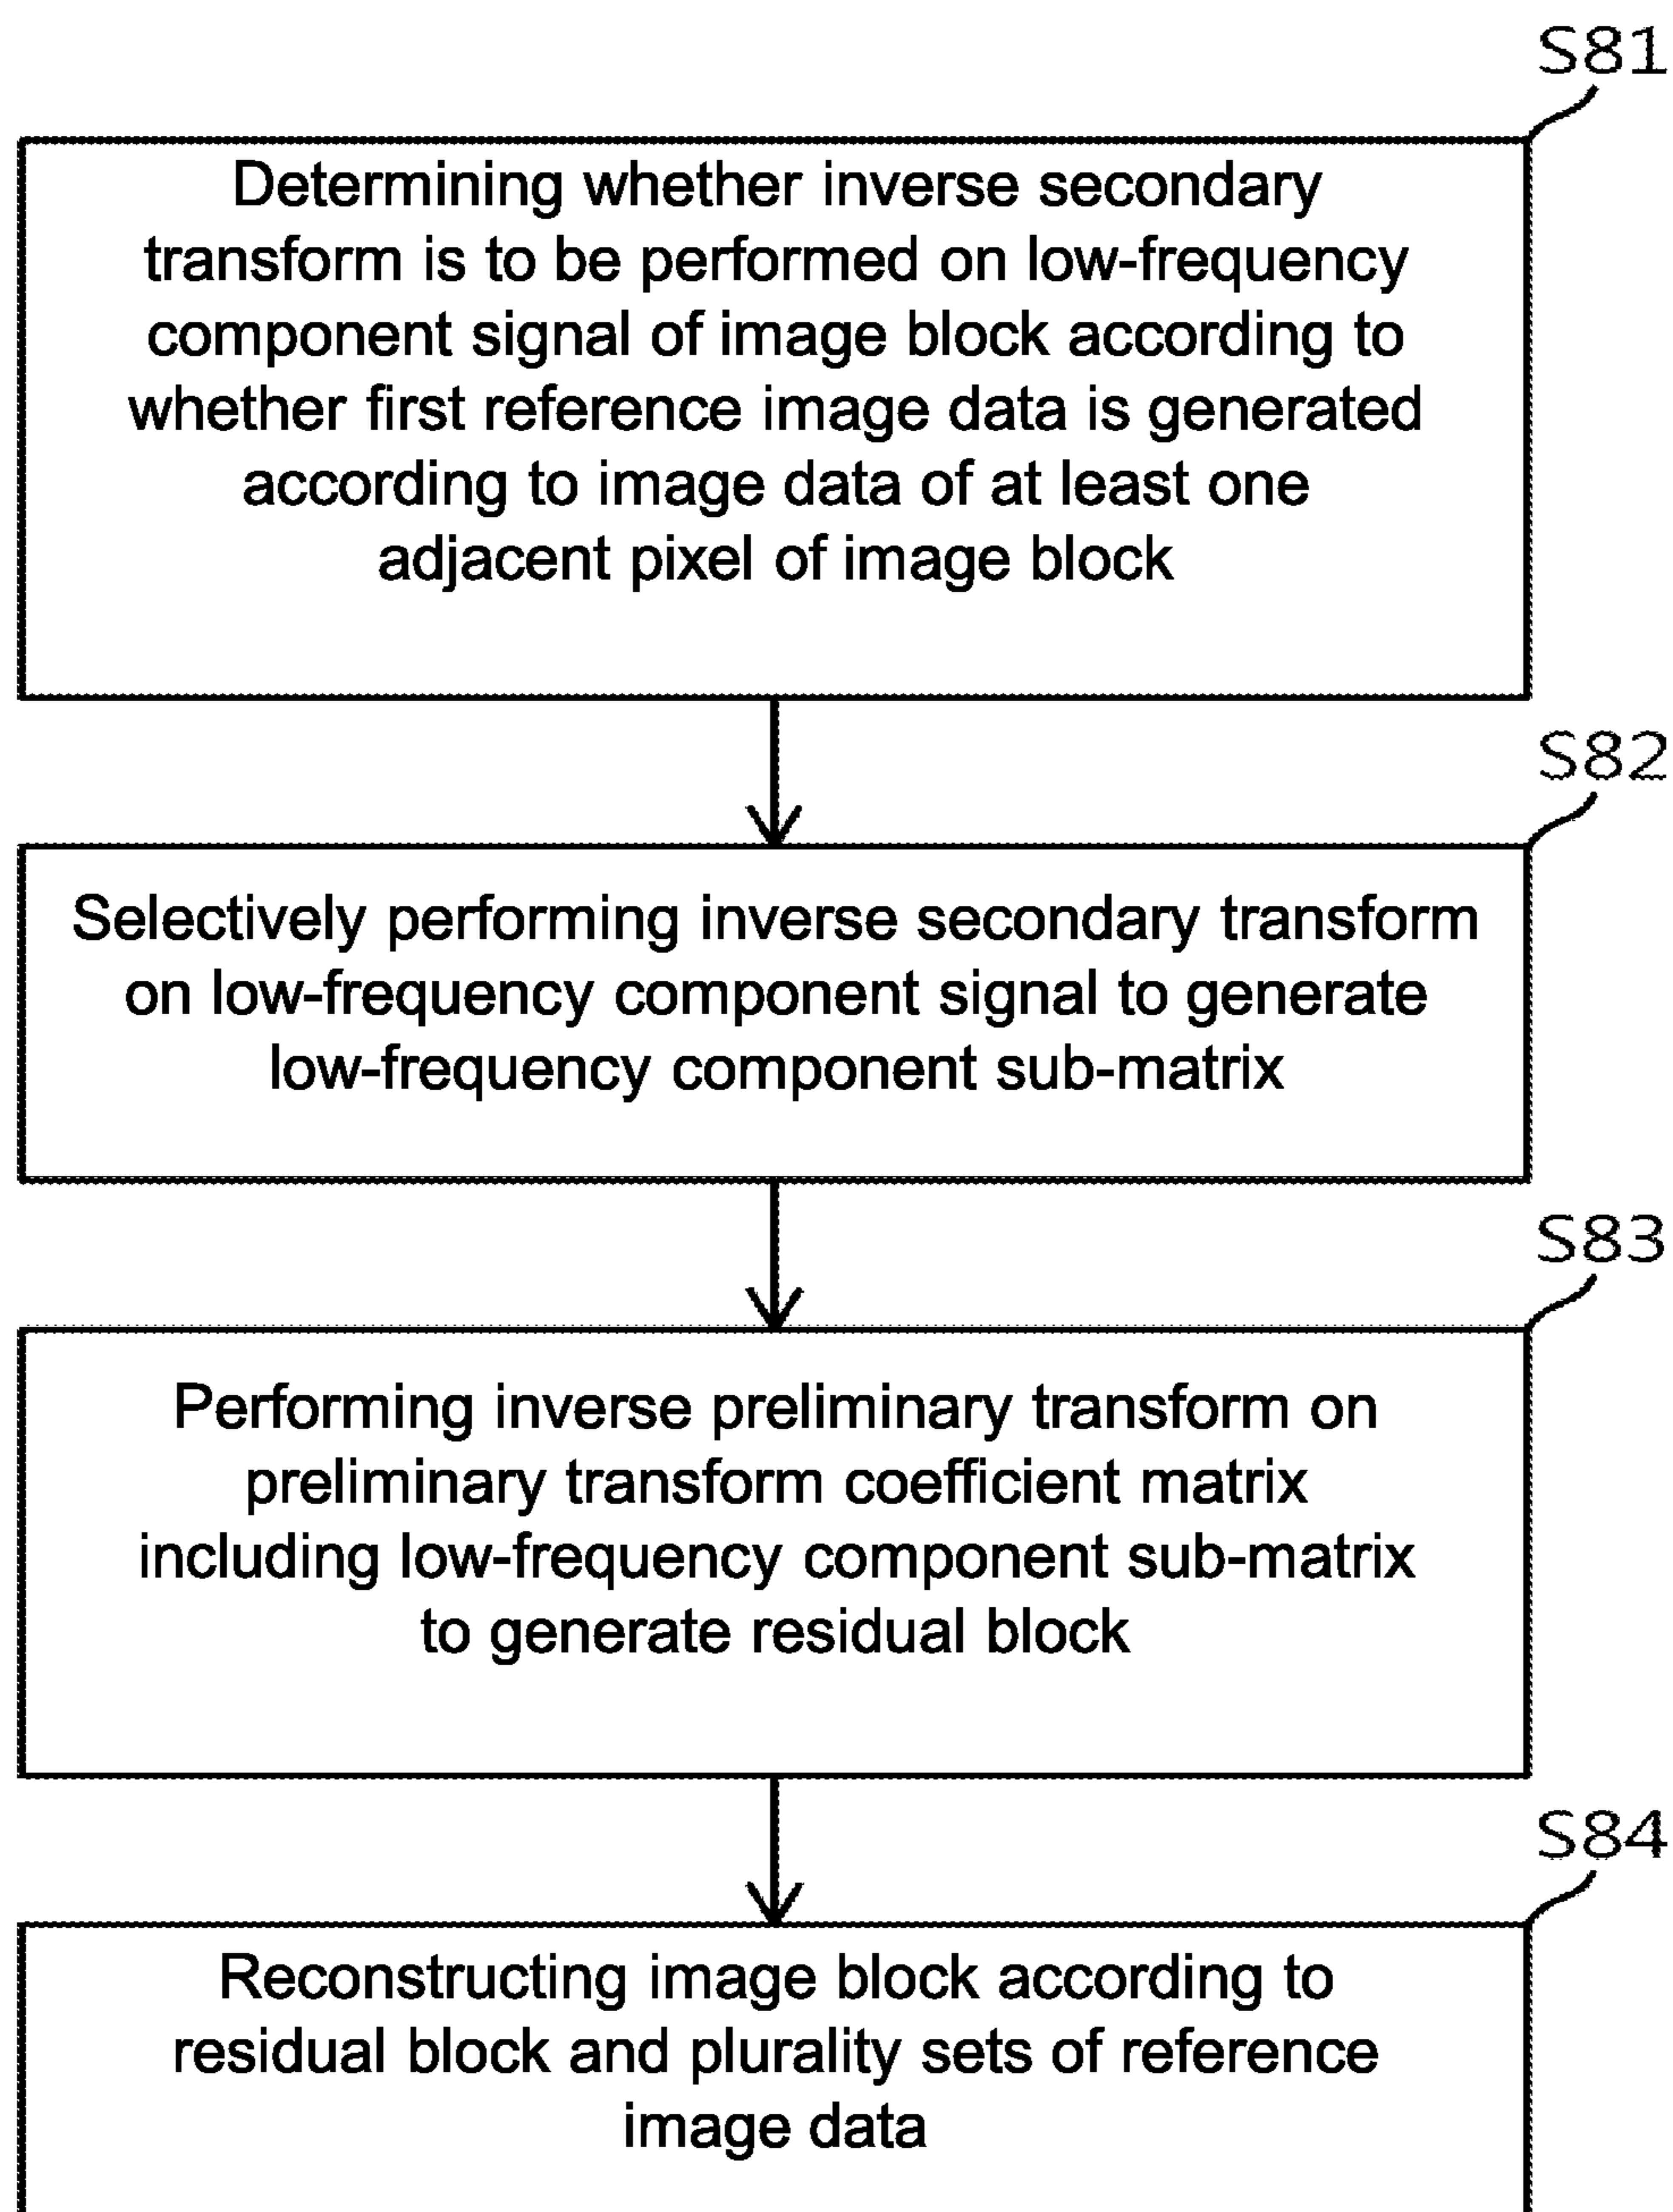 S81
Determining whether inverse secondary
transform is to be performed on low-frequency
component signal of image block according to
whether first reference image data is generated
according to image data of at least one
adjacent pixel of image block
S82
Selectively performing inverse secondary transform
on low-frequency component signal to generate
low-frequency component sub-matrix
S83
Performing inverse preliminary transform on
preliminary transform coefficient matrix
including low-frequency component sub-matrix
to generate residual block
S84
Reconstructing image block according to
residual block and plurality sets of reference
image data